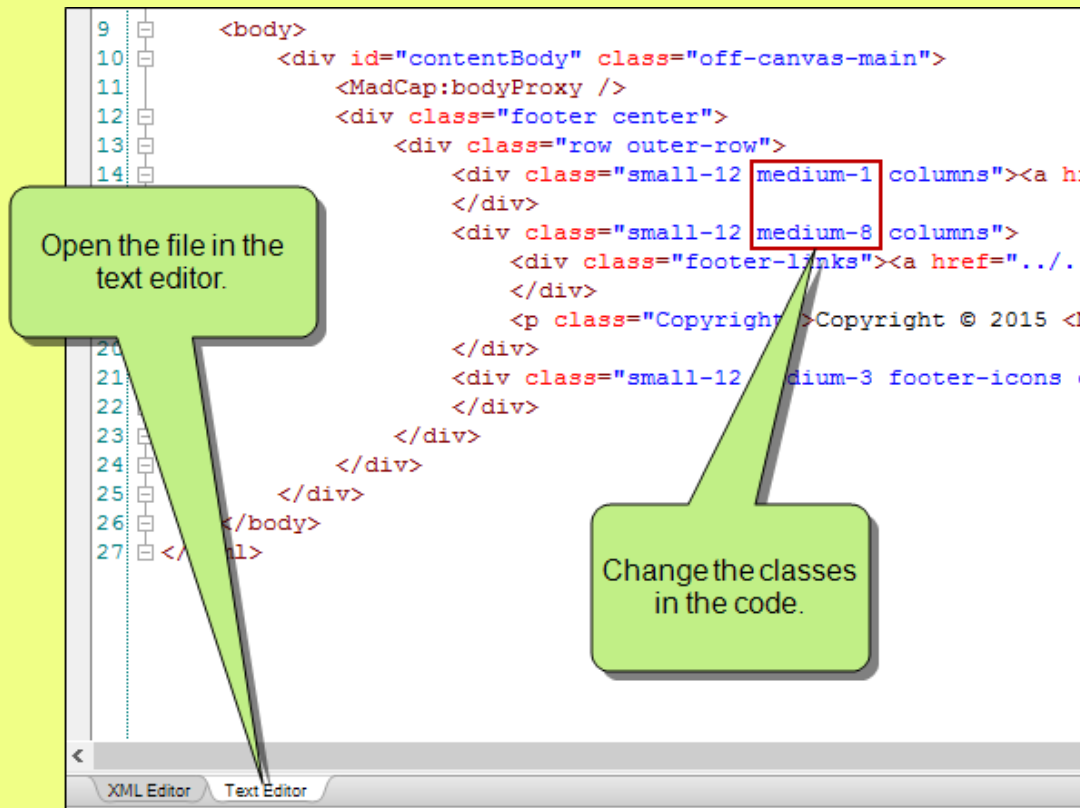 9 <body>
10 <div id="contentBody" class="off-canvas-main">
11 <MadCap:bodyProxy />
12 <div class="footer center">
13 <div class="row outer-row">
14 <div class="small-12 medium-1 columns"><a
</div>
<div class="small-12 medium-8 columns">
<div class="footer-links"><a href="../.
</div>
<p class="Copyright >Copyright © 2015 <
20 </div>
21 <div class="small-12 footer-icons
22 </div>
23 </div>
24 </div>
25 </div>
26 </body>
27 </
Open the file in the
text editor.
Change the classes
in the code.
XML Editor Text Editor